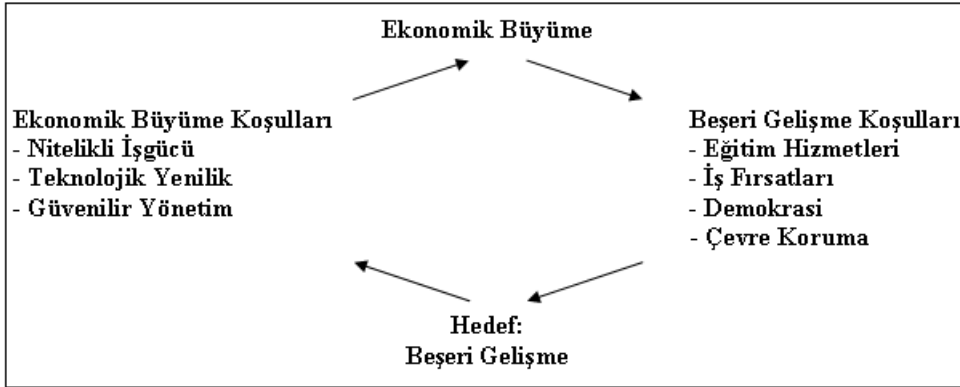 Ekonomik Büyüme
Ekonomik Büyüme Koşulları
- Nitelikli İşgücü
- Teknolojik Yenilik
- Güvenilir Yönetim
Beşeri Gelişme Koşulları
- Eğitim Hizmetleri
- İş Fırsatları
- Demokrasi
- Çevre Koruma
Hedef:
Beşeri Gelişme